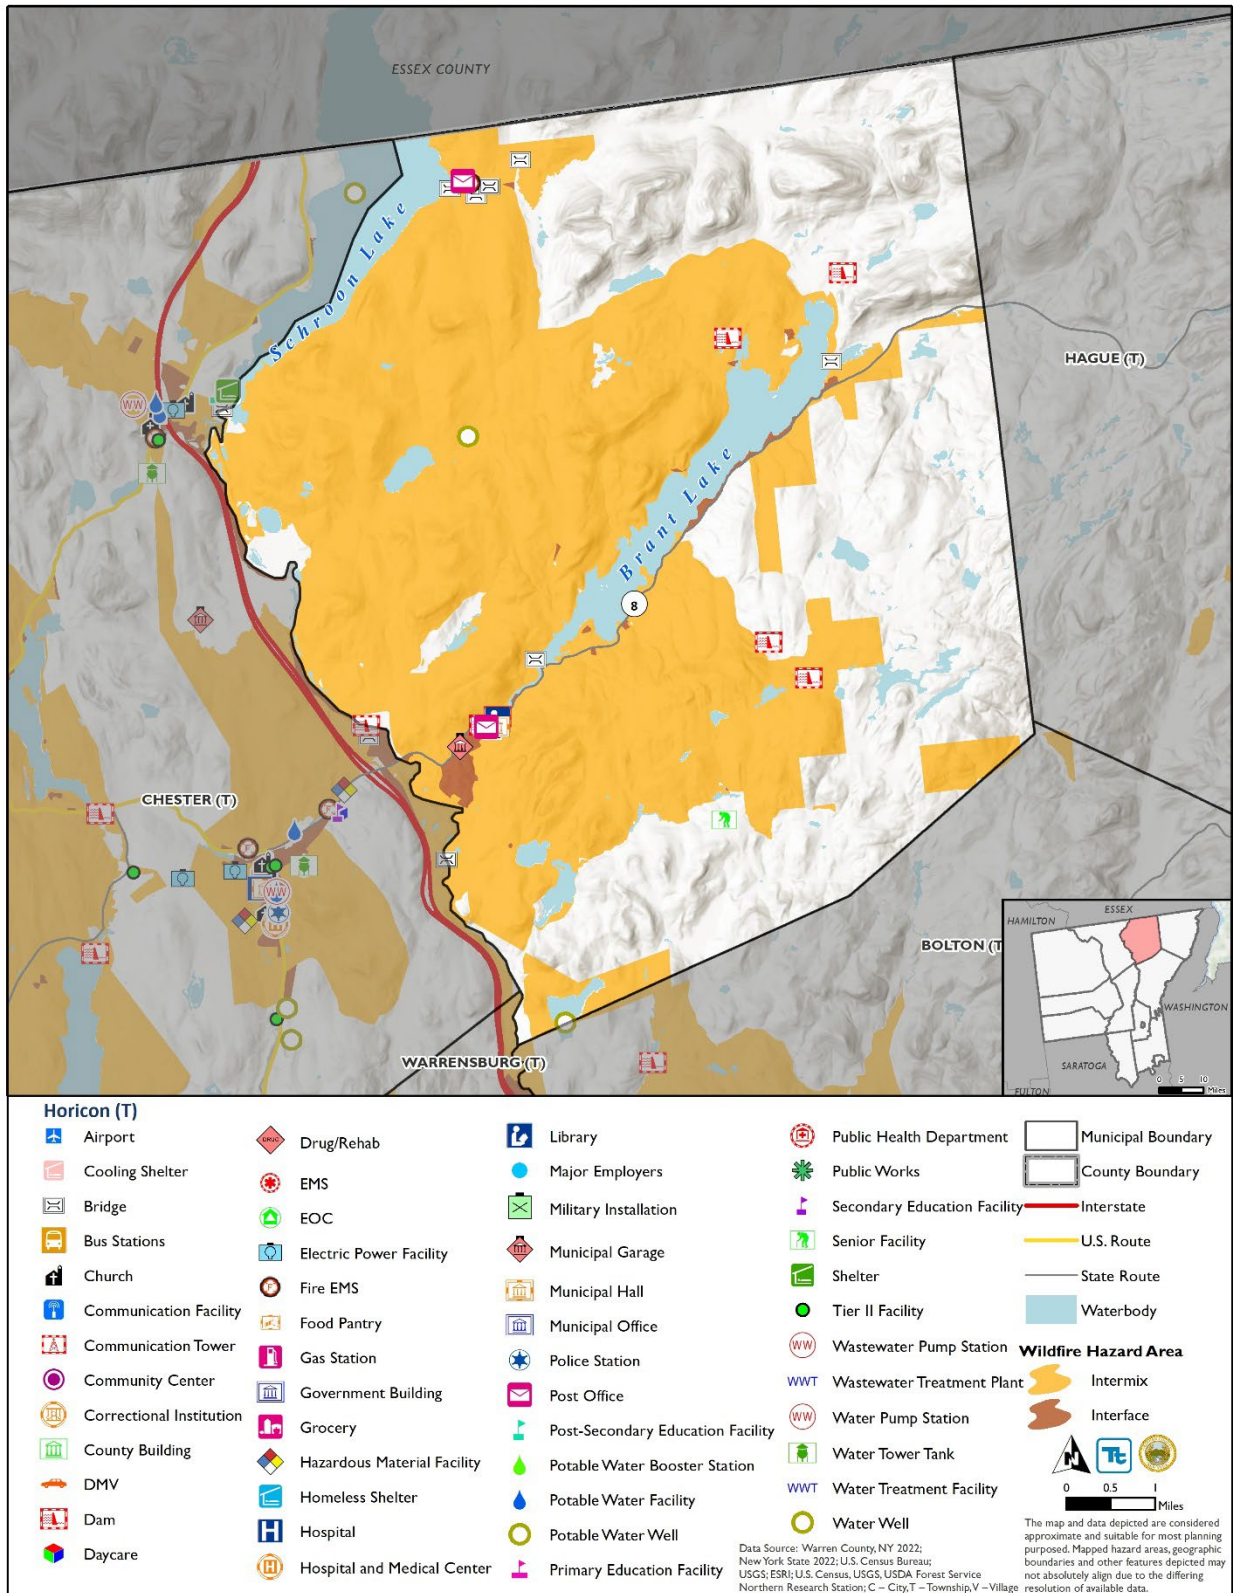 ESSEX COUNTY
Schroon Lake
HAGUE (T)
Brant Lake
8
WW
F
CHESTER (T)
F
F
WW
BOLTON (T
WARRENSBURG (T)
HAMILTON
ESSEX
WASHINGTON
SARATOGA
FULTON
0 5 10
Miles
Horicon (T)
Airport
Cooling Shelter
Bridge
Bus Stations
Church
Communication Facility
Communication Tower
Community Center
Correctional Institution
County Building
DMV
Dam
Daycare
DRUG Drug/Rehab
EMS
EOC
Electric Power Facility
F Fire EMS
Food Pantry
Gas Station
Government Building
Grocery
Hazardous Material Facility
Homeless Shelter
H Hospital
H Hospital and Medical Center
Library
Major Employers
Military Installation
Municipal Garage
Municipal Hall
Municipal Office
Police Station
Post Office
Post-Secondary Education Facility
Potable Water Booster Station
Potable Water Facility
Potable Water Well
Primary Education Facility
Public Health Department
Public Works
Secondary Education Facility
Senior Facility
Shelter
Tier II Facility
WW Wastewater Pump Station
WWT Wastewater Treatment Plant
WW Water Pump Station
Water Tower Tank
WWT Water Treatment Facility
Water Well
Municipal Boundary
County Boundary
Interstate
U.S. Route
State Route
Waterbody
Wildfire Hazard Area
Intermix
Interface
N
Tt
0 0.5 1
Miles
Data Source: Warren County, NY 2022;
New York State 2022; U.S. Census Bureau;
USGS; ESRI; U.S. Census, USGS, USDA Forest Service
Northern Research Station; C – City, T – Township, V – Village
The map and data depicted are considered
approximate and suitable for most planning
purposed. Mapped hazard areas, geographic
boundaries and other features depicted may
not absolutely align due to the differing
resolution of available data.